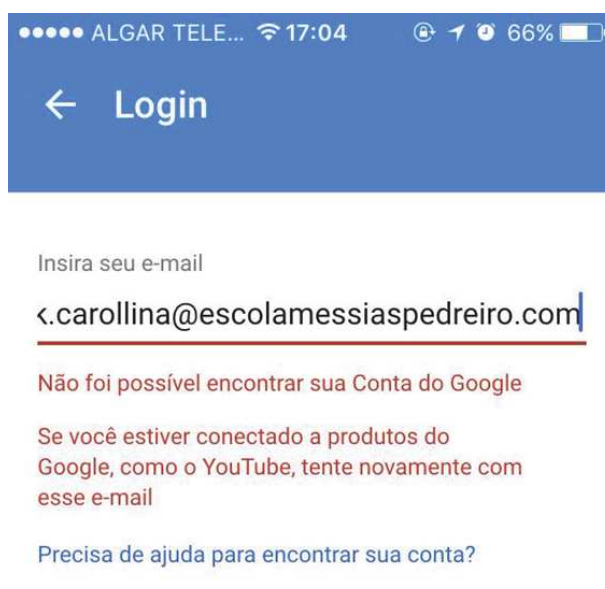 ALGAR TELE... 17:04 66%
Login
Insira seu e-mail
.carollina@escolamessiaspedreiro.com
Não foi possível encontrar sua Conta do Google
Se você estiver conectado a produtos do
Google, como o YouTube, tente novamente com
esse e-mail
Precisa de ajuda para encontrar sua conta?